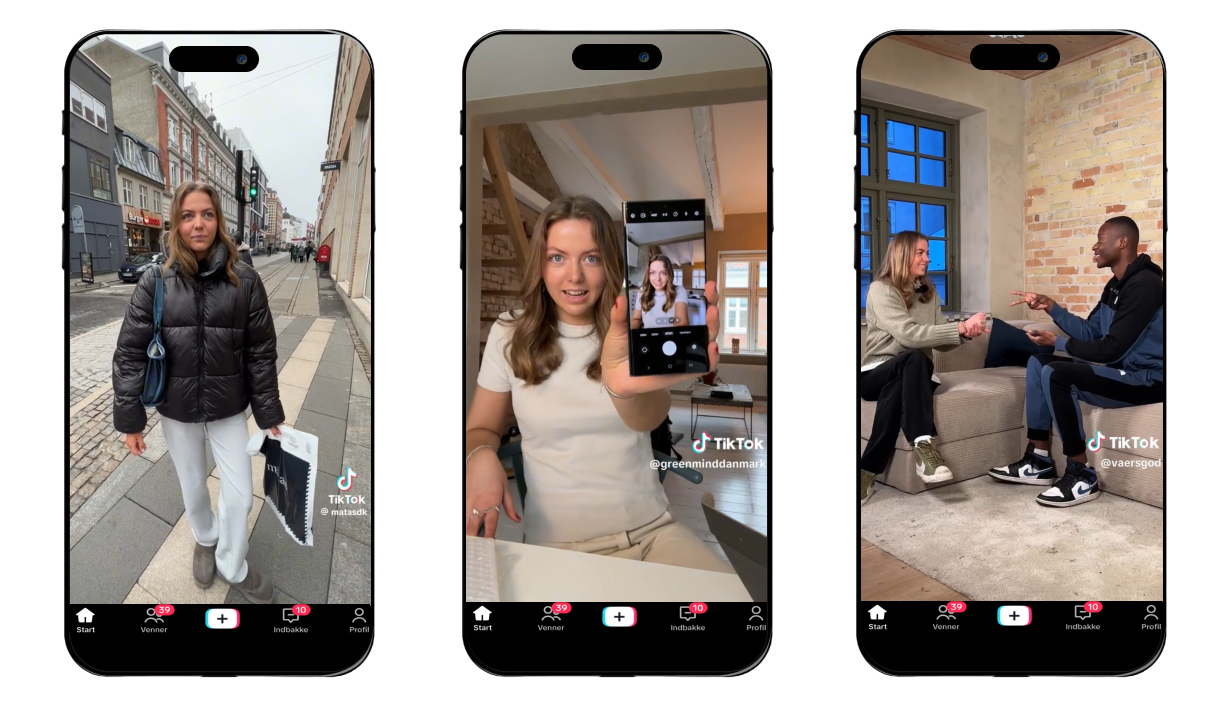 TikTok
@ matasdk
39
10
Start
Venner
Indbakke
Profil
TikTok
@greenminddanmark
39
10
Start
Venner
Indbakke
Profil
TikTok
@vaersgod
39
10
Start
Venner
Indbakke
Profil